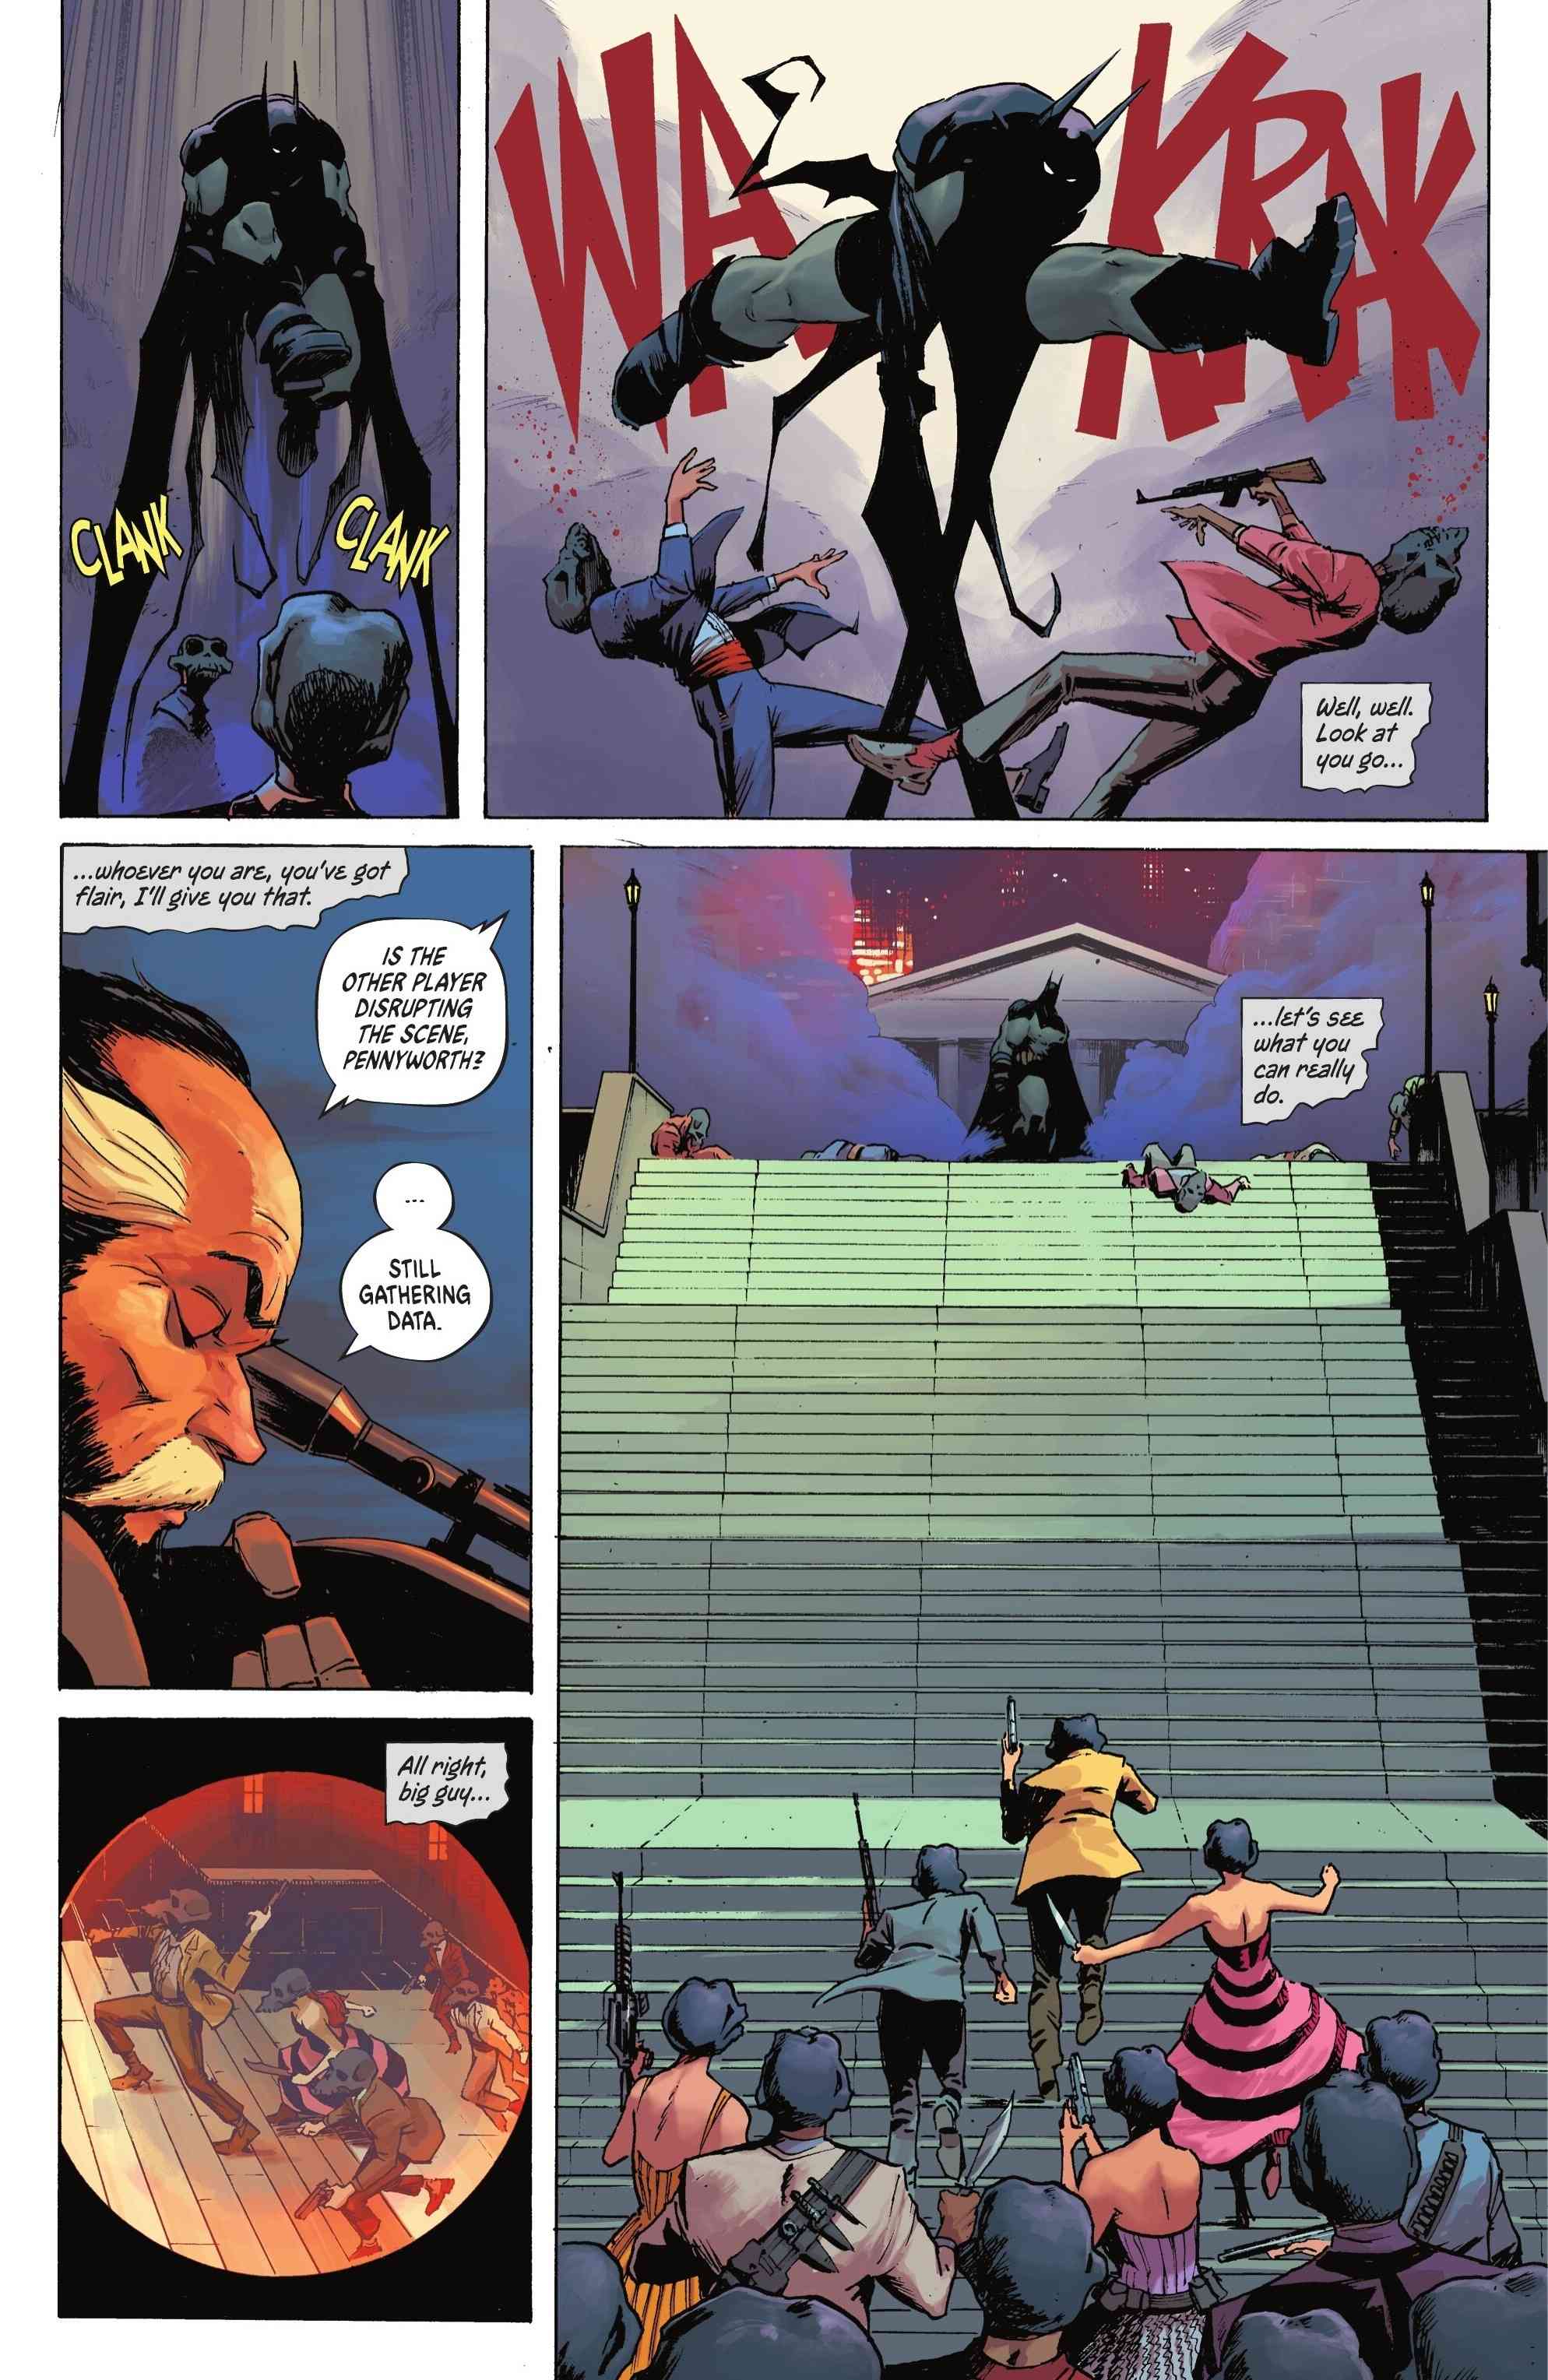 CLANK
CLANK
WA
KRAK
Well, well.
Look at
you go...
...whoever you are, you've got
flair, I'll give you that.
IS THE
OTHER PLAYER
DISRUPTING
THE SCENE,
PENNYWORTH?
...
STILL
GATHERING
DATA.
All right,
big guy...
...let's see
what you
can really
do.